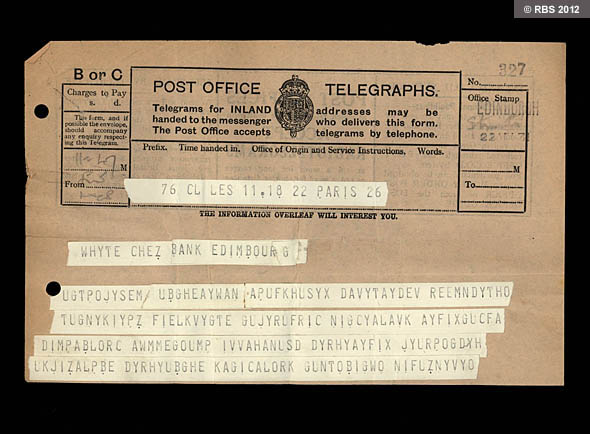 © RBS 2012
B or C
Charges to Pay
s. d.
This form, and if
possible the envelope,
should accompany
any enquiry respecting
this Telegram.
M
From
POST OFFICE TELEGRAPHS.
Telegrams for INLAND addresses may be
handed to the messenger who delivers this form.
The Post Office accepts telegrams by telephone.
Prefix. Time handed in. Office of Origin and Service Instructions. Words.
No. 327
Office Stamp
EDINBURGH
M
To
76 CL LES 11.18 22 PARIS 26
THE INFORMATION OVERLEAF WILL INTEREST YOU.
WHYTE CHEZ BANK EDIMBOURG
UGTPOJYSEM/ UBGHEAYWAN APUFKHUSYX DAVYTAYDEV REEMNDYTHO
TUGNYKIYPZ FIELKVYGTE GUJYRUFRIC NIGCYALAVK AYFIXGUCFA
DIMPABLORC AWMMEGOUMP IVVAHANUSD DYRHYAYFIX JYURPOGDYH
UKJIZALPBE DYRHYUBGHE KAGICALORK GUNTOBIGWO NIFUZNYVYO